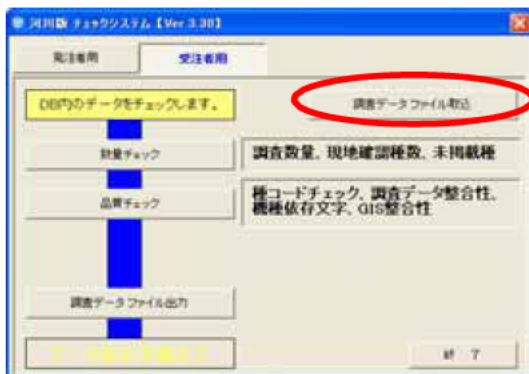 河川版 チェックシステム【Ver 3.30】
発注者用
受注者用
DB内のデータをチェックします。
調査データファイル取込
数量チェック
調査数量、現地確認種数、未掲載種
品質チェック
種コードチェック、調査データ整合性、
機種依存文字、GIS整合性
調査データファイル出力
終 了